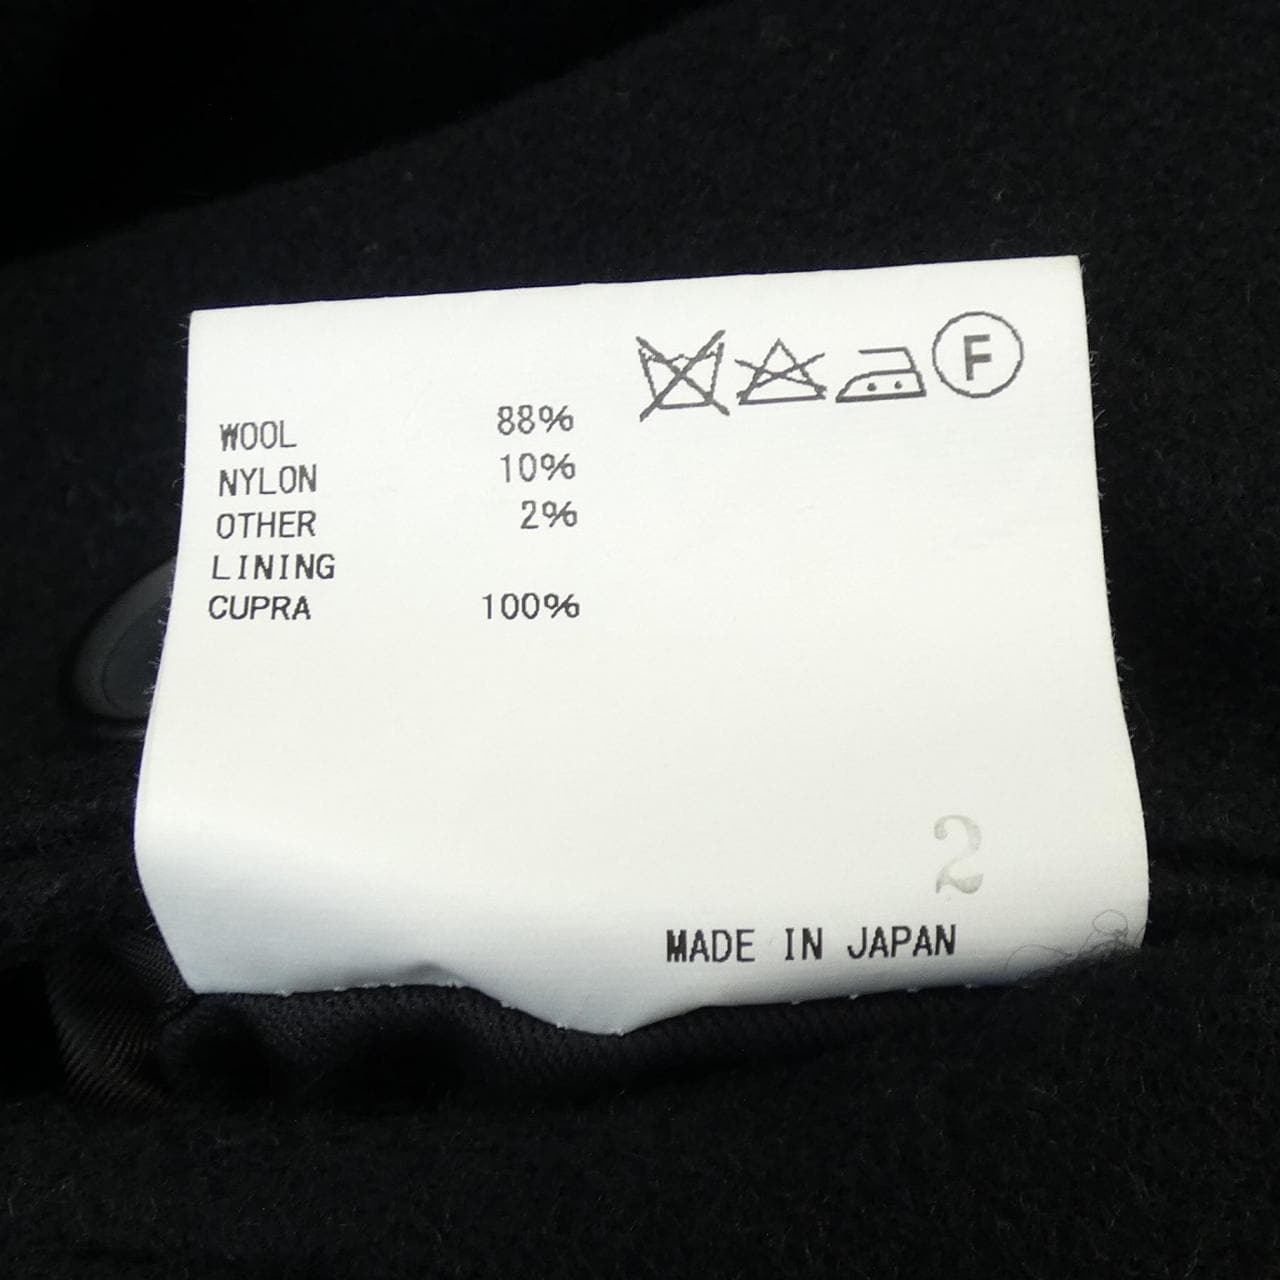 F
WOOL 88%
NYLON 10%
OTHER 2%
LINING
CUPRA 100%
2
MADE IN JAPAN